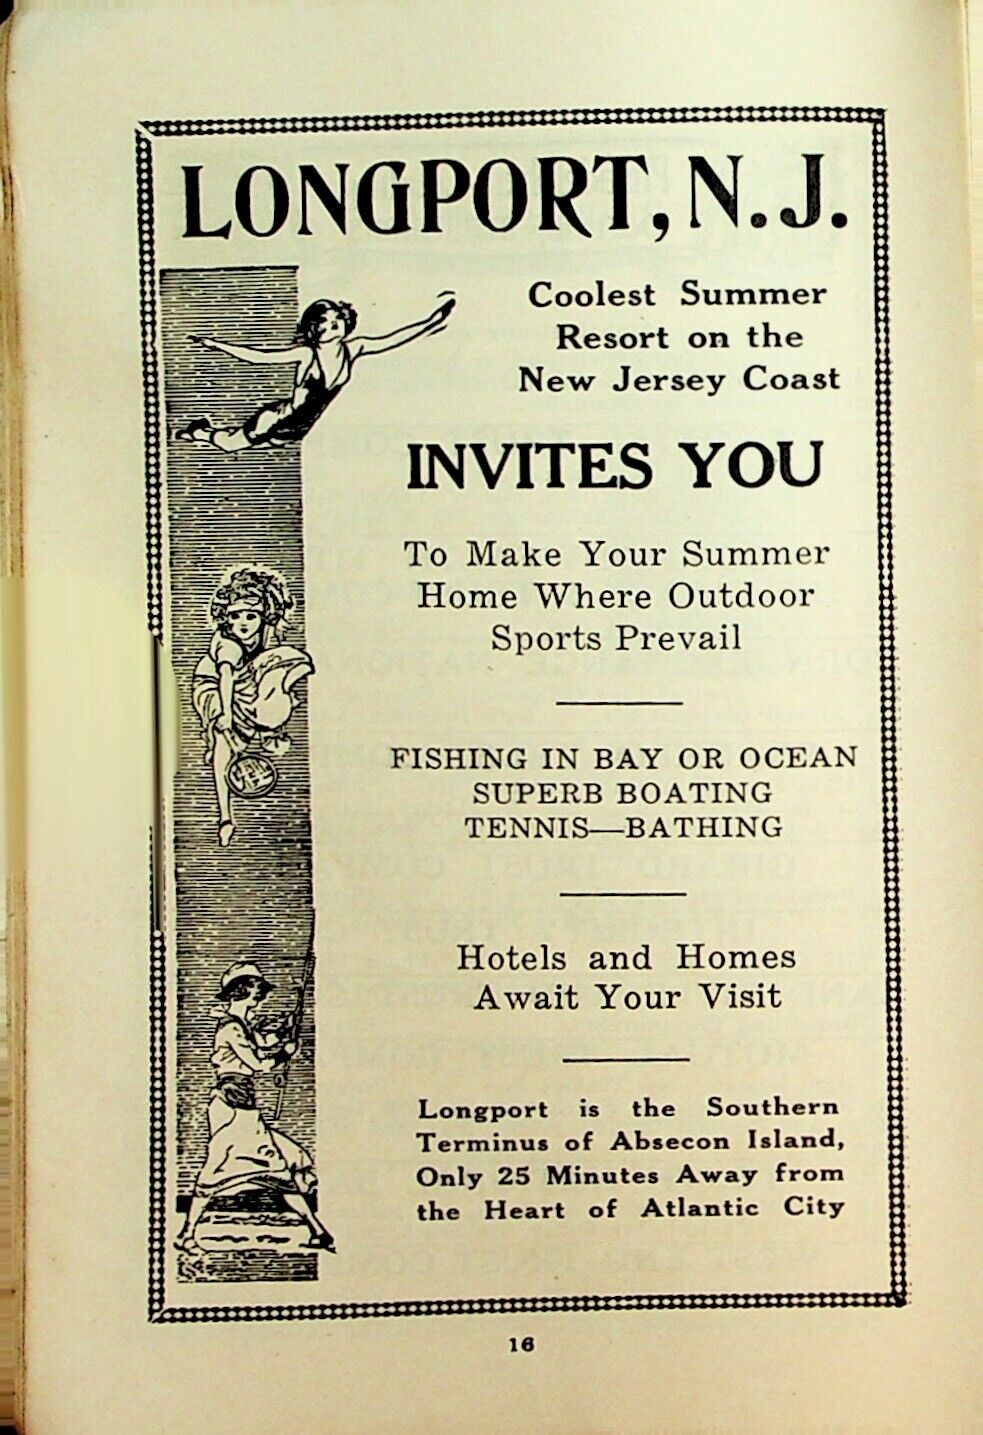 LONGPORT, N.J.
Coolest Summer
Resort on the
New Jersey Coast
INVITES YOU
To Make Your Summer
Home Where Outdoor
Sports Prevail
FISHING IN BAY OR OCEAN
SUPERB BOATING
TENNIS—BATHING
Hotels and Homes
Await Your Visit
Longport is the Southern
Terminus of Absecon Island,
Only 25 Minutes Away from
the Heart of Atlantic City
16